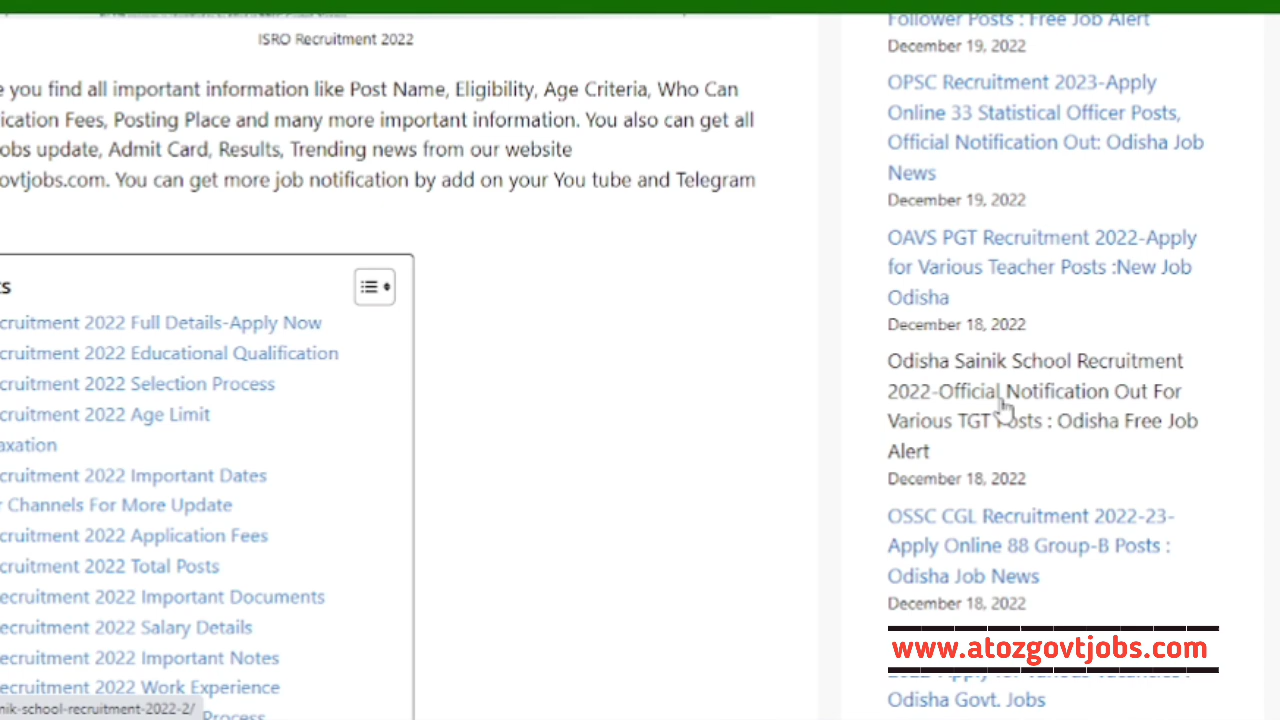 ISRO Recruitment 2022
e you find all important information like Post Name, Eligibility, Age Criteria, Who Can
ication Fees, Posting Place and many more important information. You also can get all
obs update, Admit Card, Results, Trending news from our website
ovtjobs.com. You can get more job notification by add on your You tube and Telegram
ts
cruitment 2022 Full Details-Apply Now
cruitment 2022 Educational Qualification
cruitment 2022 Selection Process
cruitment 2022 Age Limit
axation
cruitment 2022 Important Dates
r Channels For More Update
cruitment 2022 Application Fees
cruitment 2022 Total Posts
ecruitment 2022 Important Documents
ecruitment 2022 Salary Details
ecruitment 2022 Important Notes
ecruitment 2022 Work Experience
Process
nik-school-recruitment-2022-2/
Follower Posts : Free Job Alert
December 19, 2022
OPSC Recruitment 2023-Apply
Online 33 Statistical Officer Posts,
Official Notification Out: Odisha Job
News
December 19, 2022
OAVS PGT Recruitment 2022-Apply
for Various Teacher Posts :New Job
Odisha
December 18, 2022
Odisha Sainik School Recruitment
2022-Official Notification Out For
Various TGT Posts : Odisha Free Job
Alert
December 18, 2022
OSSC CGL Recruitment 2022-23-
Apply Online 88 Group-B Posts :
Odisha Job News
December 18, 2022
www.atozgovtjobs.com
Odisha Govt. Jobs